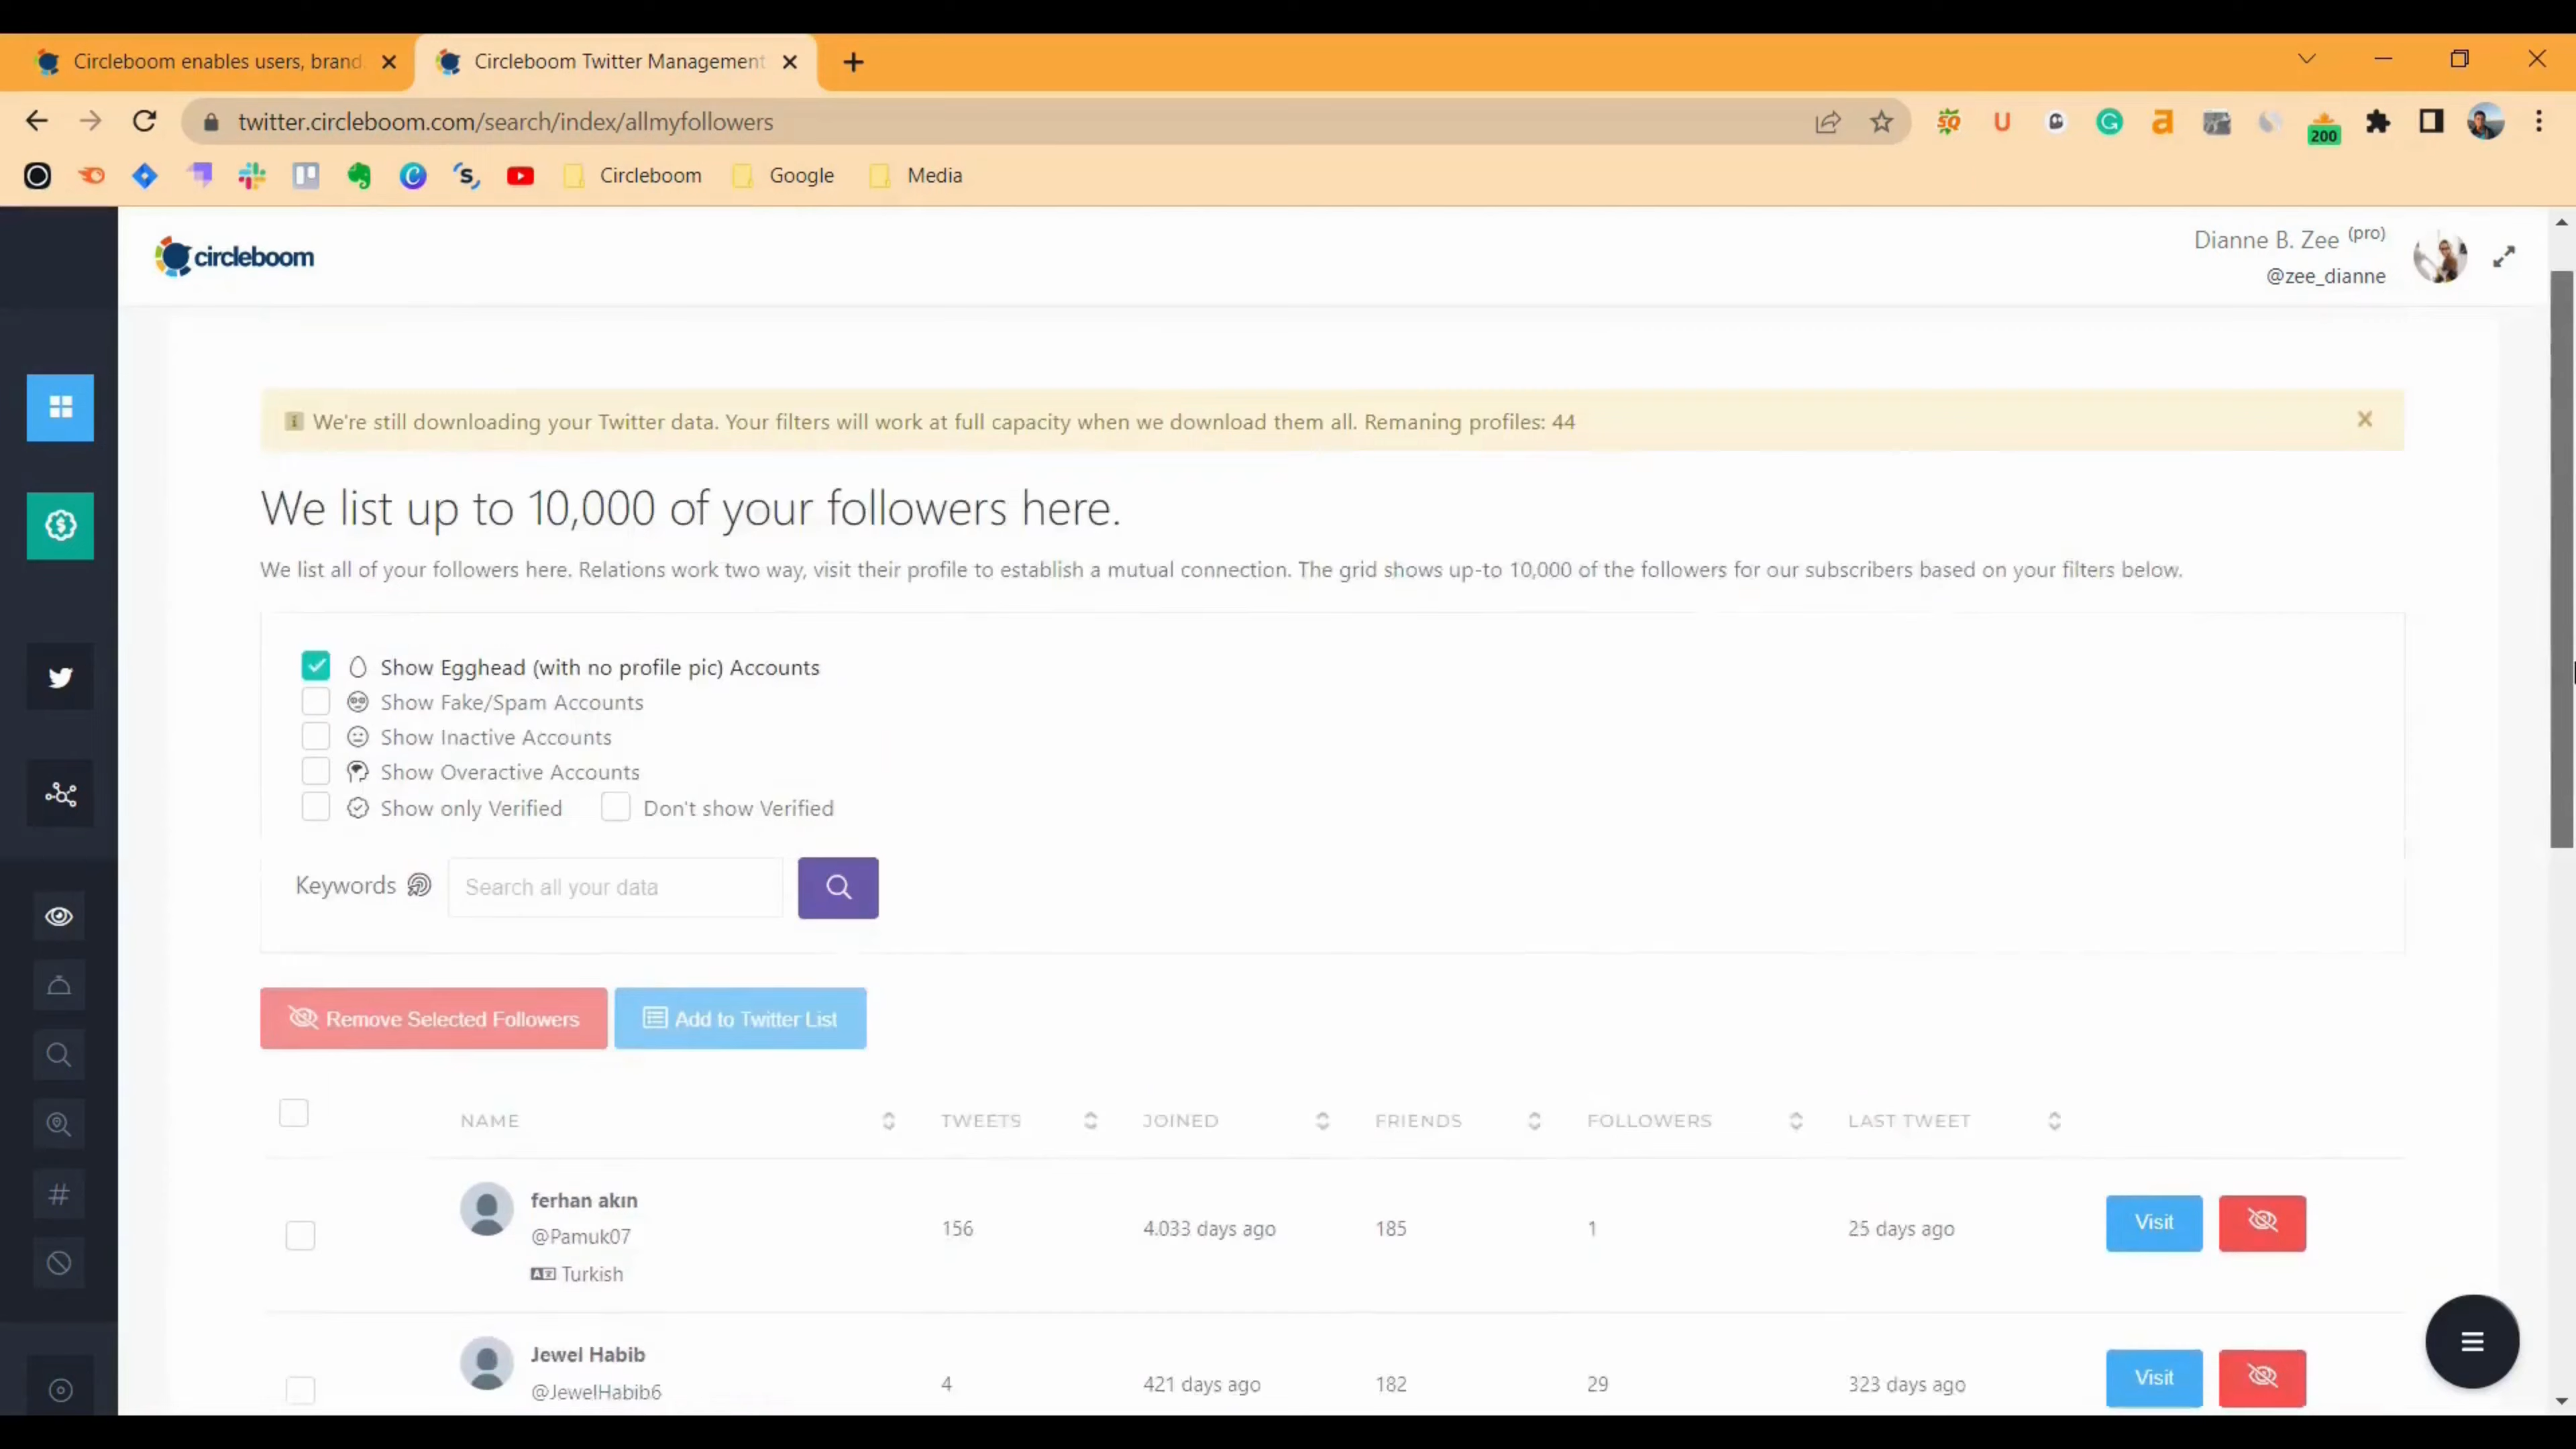 Circleboom enables users, brand
Circleboom Twitter Management
twitter.circleboom.com/search/index/allmyfollowers
200
Circleboom
Google
Media
circleboom
Dianne B. Zee (pro)
@zee_dianne
We're still downloading your Twitter data. Your filters will work at full capacity when we download them all. Remaning profiles: 44
We list up to 10,000 of your followers here.
We list all of your followers here. Relations work two way, visit their profile to establish a mutual connection. The grid shows up-to 10,000 of the followers for our subscribers based on your filters below.
Show Egghead (with no profile pic) Accounts
Show Fake/Spam Accounts
Show Inactive Accounts
Show Overactive Accounts
Show only Verified Don't show Verified
Keywords Search all your data
Remove Selected Followers Add to Twitter List
NAME TWEETS JOINED FRIENDS FOLLOWERS LAST TWEET
ferhan akın
@Pamuk07
Turkish
156 4.033 days ago 185 1 25 days ago Visit
Jewel Habib
@JewelHabib6
4 421 days ago 182 29 323 days ago Visit